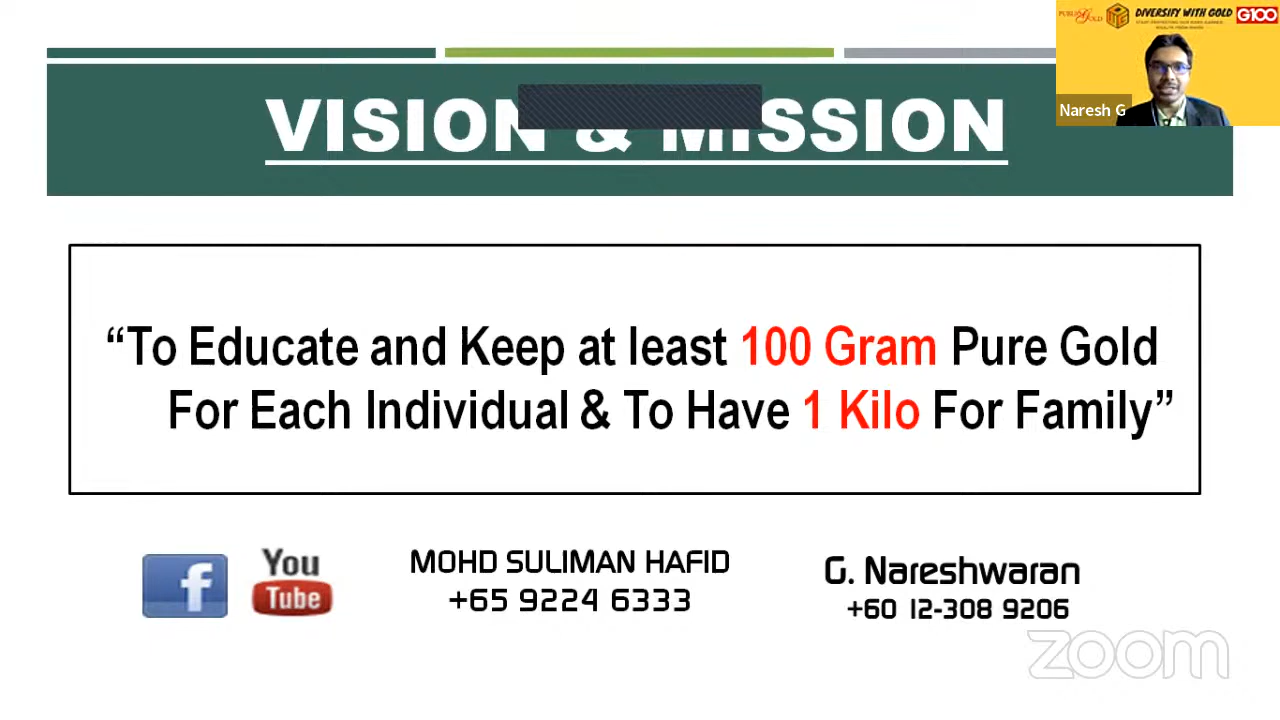 PUBLIC GOLD
DIVERSIFY WITH GOLD
G100
Naresh G
VISION & MISSION
“To Educate and Keep at least 100 Gram Pure Gold
For Each Individual & To Have 1 Kilo For Family”
You
Tube
MOHD SULIMAN HAFID
+65 9224 6333
G. Nareshwaran
+60 12-308 9206
zoom